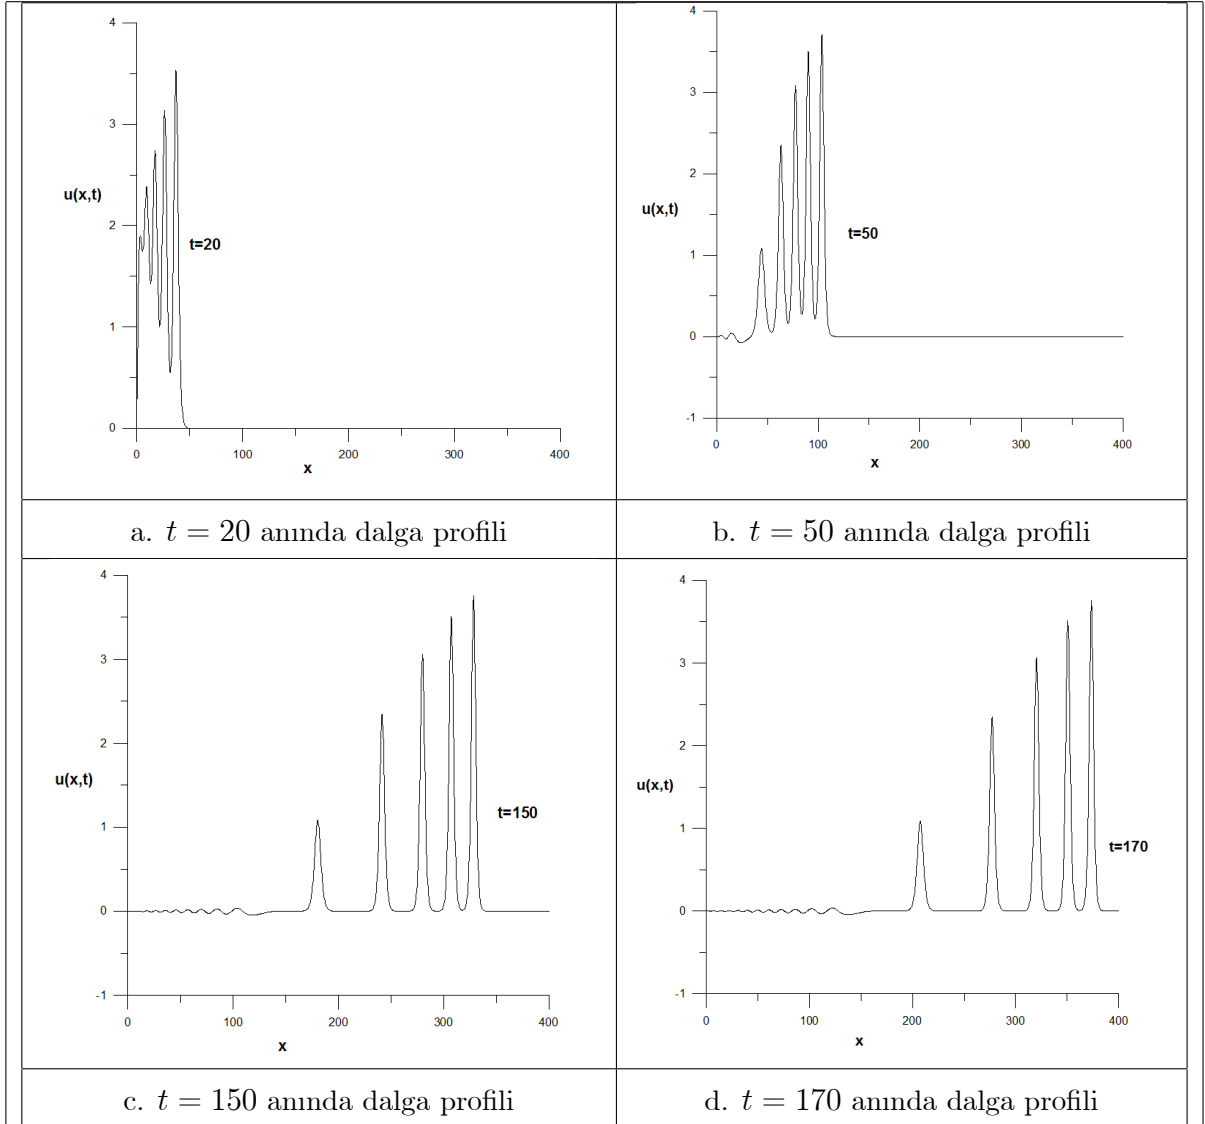 4
3
u(x,t)
2
t=20
1
0
0 100 200 300 400
x
4
3
2
u(x,t)
t=50
1
0
-1
0 100 200 300 400
x
a. t = 20 anında dalga profili
b. t = 50 anında dalga profili
4
3
2
u(x,t)
t=150
1
0
-1
0 100 200 300 400
x
4
3
2
u(x,t)
t=170
1
0
-1
0 100 200 300 400
x
c. t = 150 anında dalga profili
d. t = 170 anında dalga profili